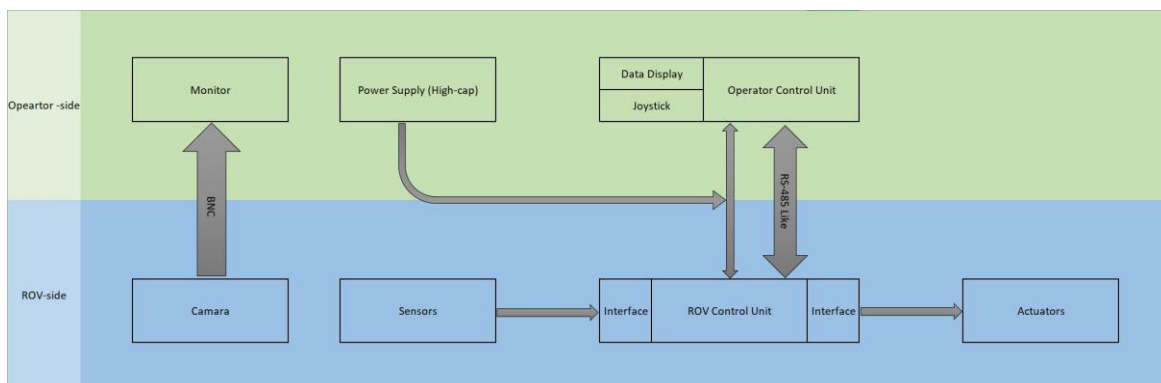 Opeartor -side
Monitor
Power Supply (High-cap)
Data Display
Joystick
Operator Control Unit
BNC
RS-485 Like
ROV-side
Camara
Sensors
Interface
ROV Control Unit
Interface
Actuators